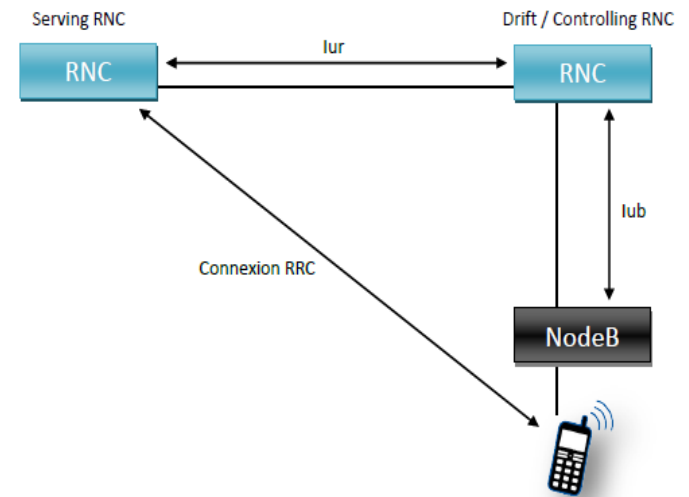 Serving RNC
Drift / Controlling RNC
RNC
Iur
RNC
Iub
Connexion RRC
NodeB